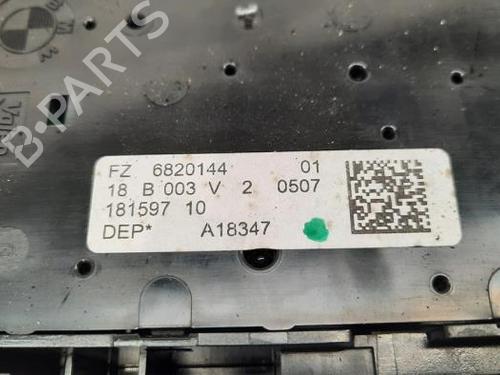 B-PARTS
FZ 6820144 01
18 B 003 V 2 0507
181597 10
DEP* A18347